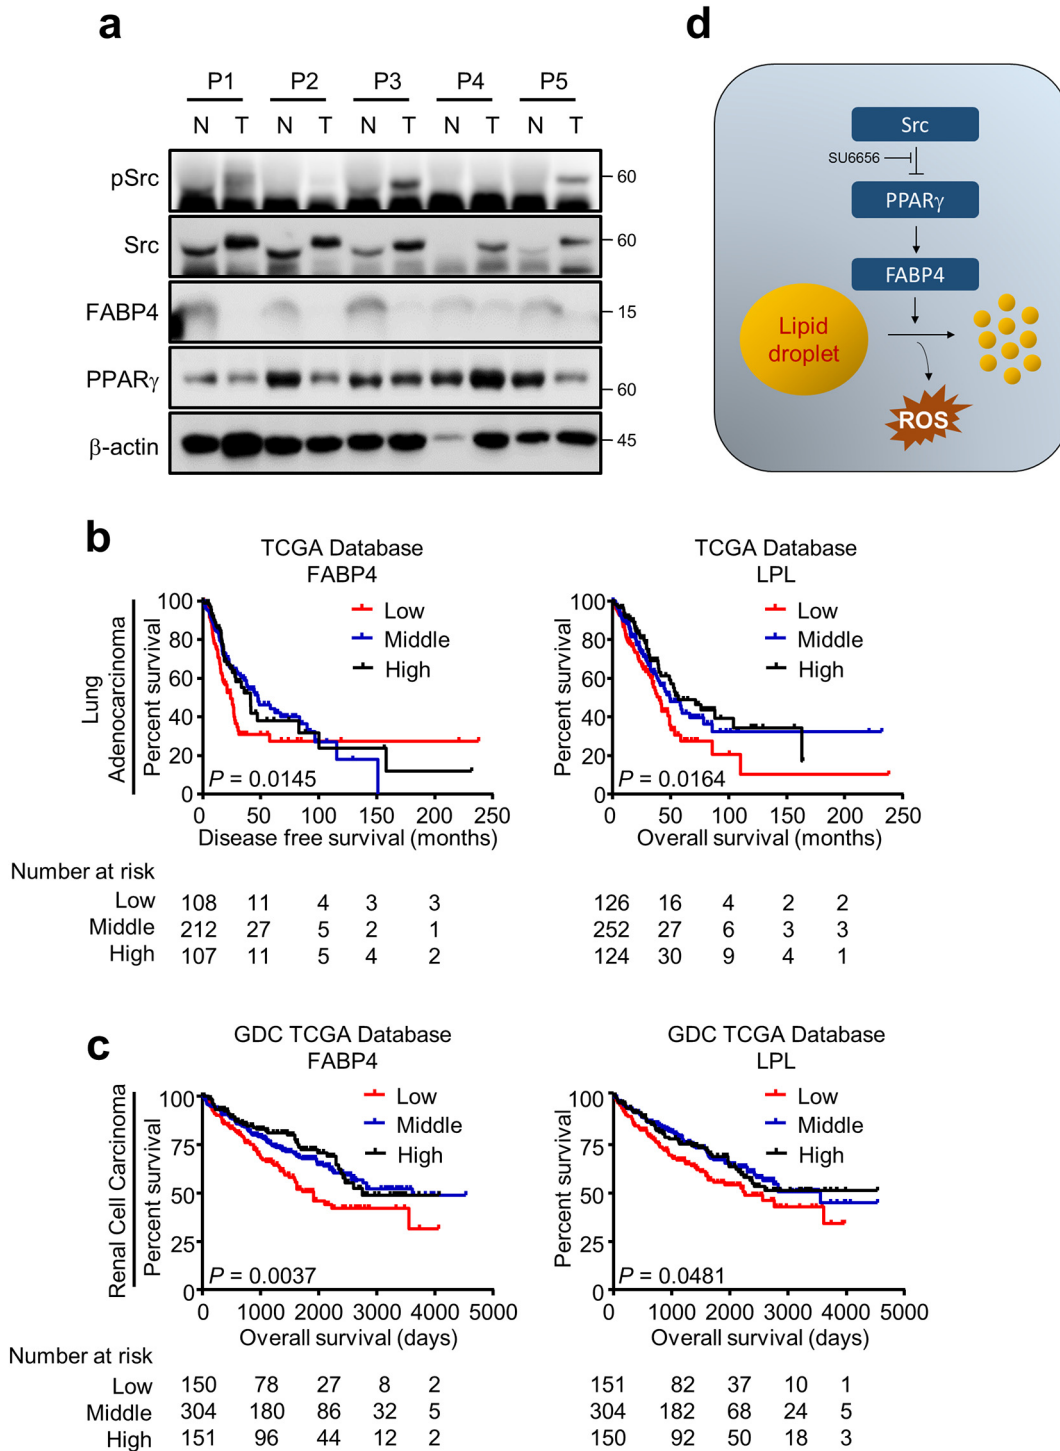 a
P1 P2 P3 P4 P5
N T N T N T N T N T
pSrc 60
Src 60
FABP4 15
PPARγ 60
β-actin 45
d
Src
SU6656
PPARγ
FABP4
Lipid
droplet
ROS
b
Lung
Adenocarcinoma
TCGA Database
FABP4
Percent survival
100
80
60
40
20
0
Low
Middle
High
P = 0.0145
0 50 100 150 200 250
Disease free survival (months)
TCGA Database
LPL
Percent survival
100
80
60
40
20
0
Low
Middle
High
P = 0.0164
0 50 100 150 200 250
Overall survival (months)
Number at risk
Low 108 11 4 3 3 126 16 4 2 2
Middle 212 27 5 2 1 252 27 6 3 3
High 107 11 5 4 2 124 30 9 4 1
c
Renal Cell Carcinoma
GDC TCGA Database
FABP4
Percent survival
100
75
50
25
0
Low
Middle
High
P = 0.0037
0 1000 2000 3000 4000 5000
Overall survival (days)
GDC TCGA Database
LPL
Percent survival
100
75
50
25
0
Low
Middle
High
P = 0.0481
0 1000 2000 3000 4000 5000
Overall survival (days)
Number at risk
Low 150 78 27 8 2 151 82 37 10 1
Middle 304 180 86 32 5 304 182 68 24 5
High 151 96 44 12 2 150 92 50 18 3